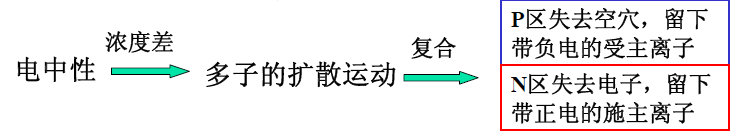 电中性
浓度差
多子的扩散运动
复合
P区失去空穴，留下
带负电的受主离子
N区失去电子，留下
带正电的施主离子